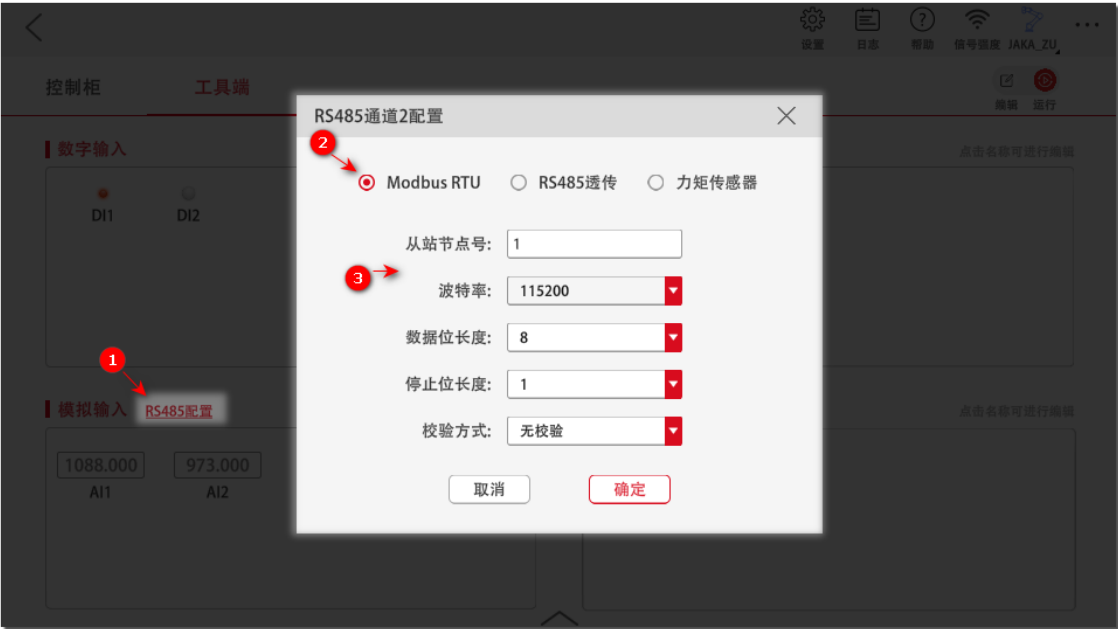 设置
日志
帮助
信号强度
JAKA_ZU
控制柜
工具端
编辑
运行
RS485通道2配置
数字输入
点击名称可进行编辑
2
Modbus RTU
RS485透传
力矩传感器
DI1
DI2
从站节点号: 1
3
波特率: 115200
数据位长度: 8
1
停止位长度: 1
模拟输入
RS485配置
点击名称可进行编辑
校验方式: 无校验
1088.000
973.000
AI1
AI2
取消
确定